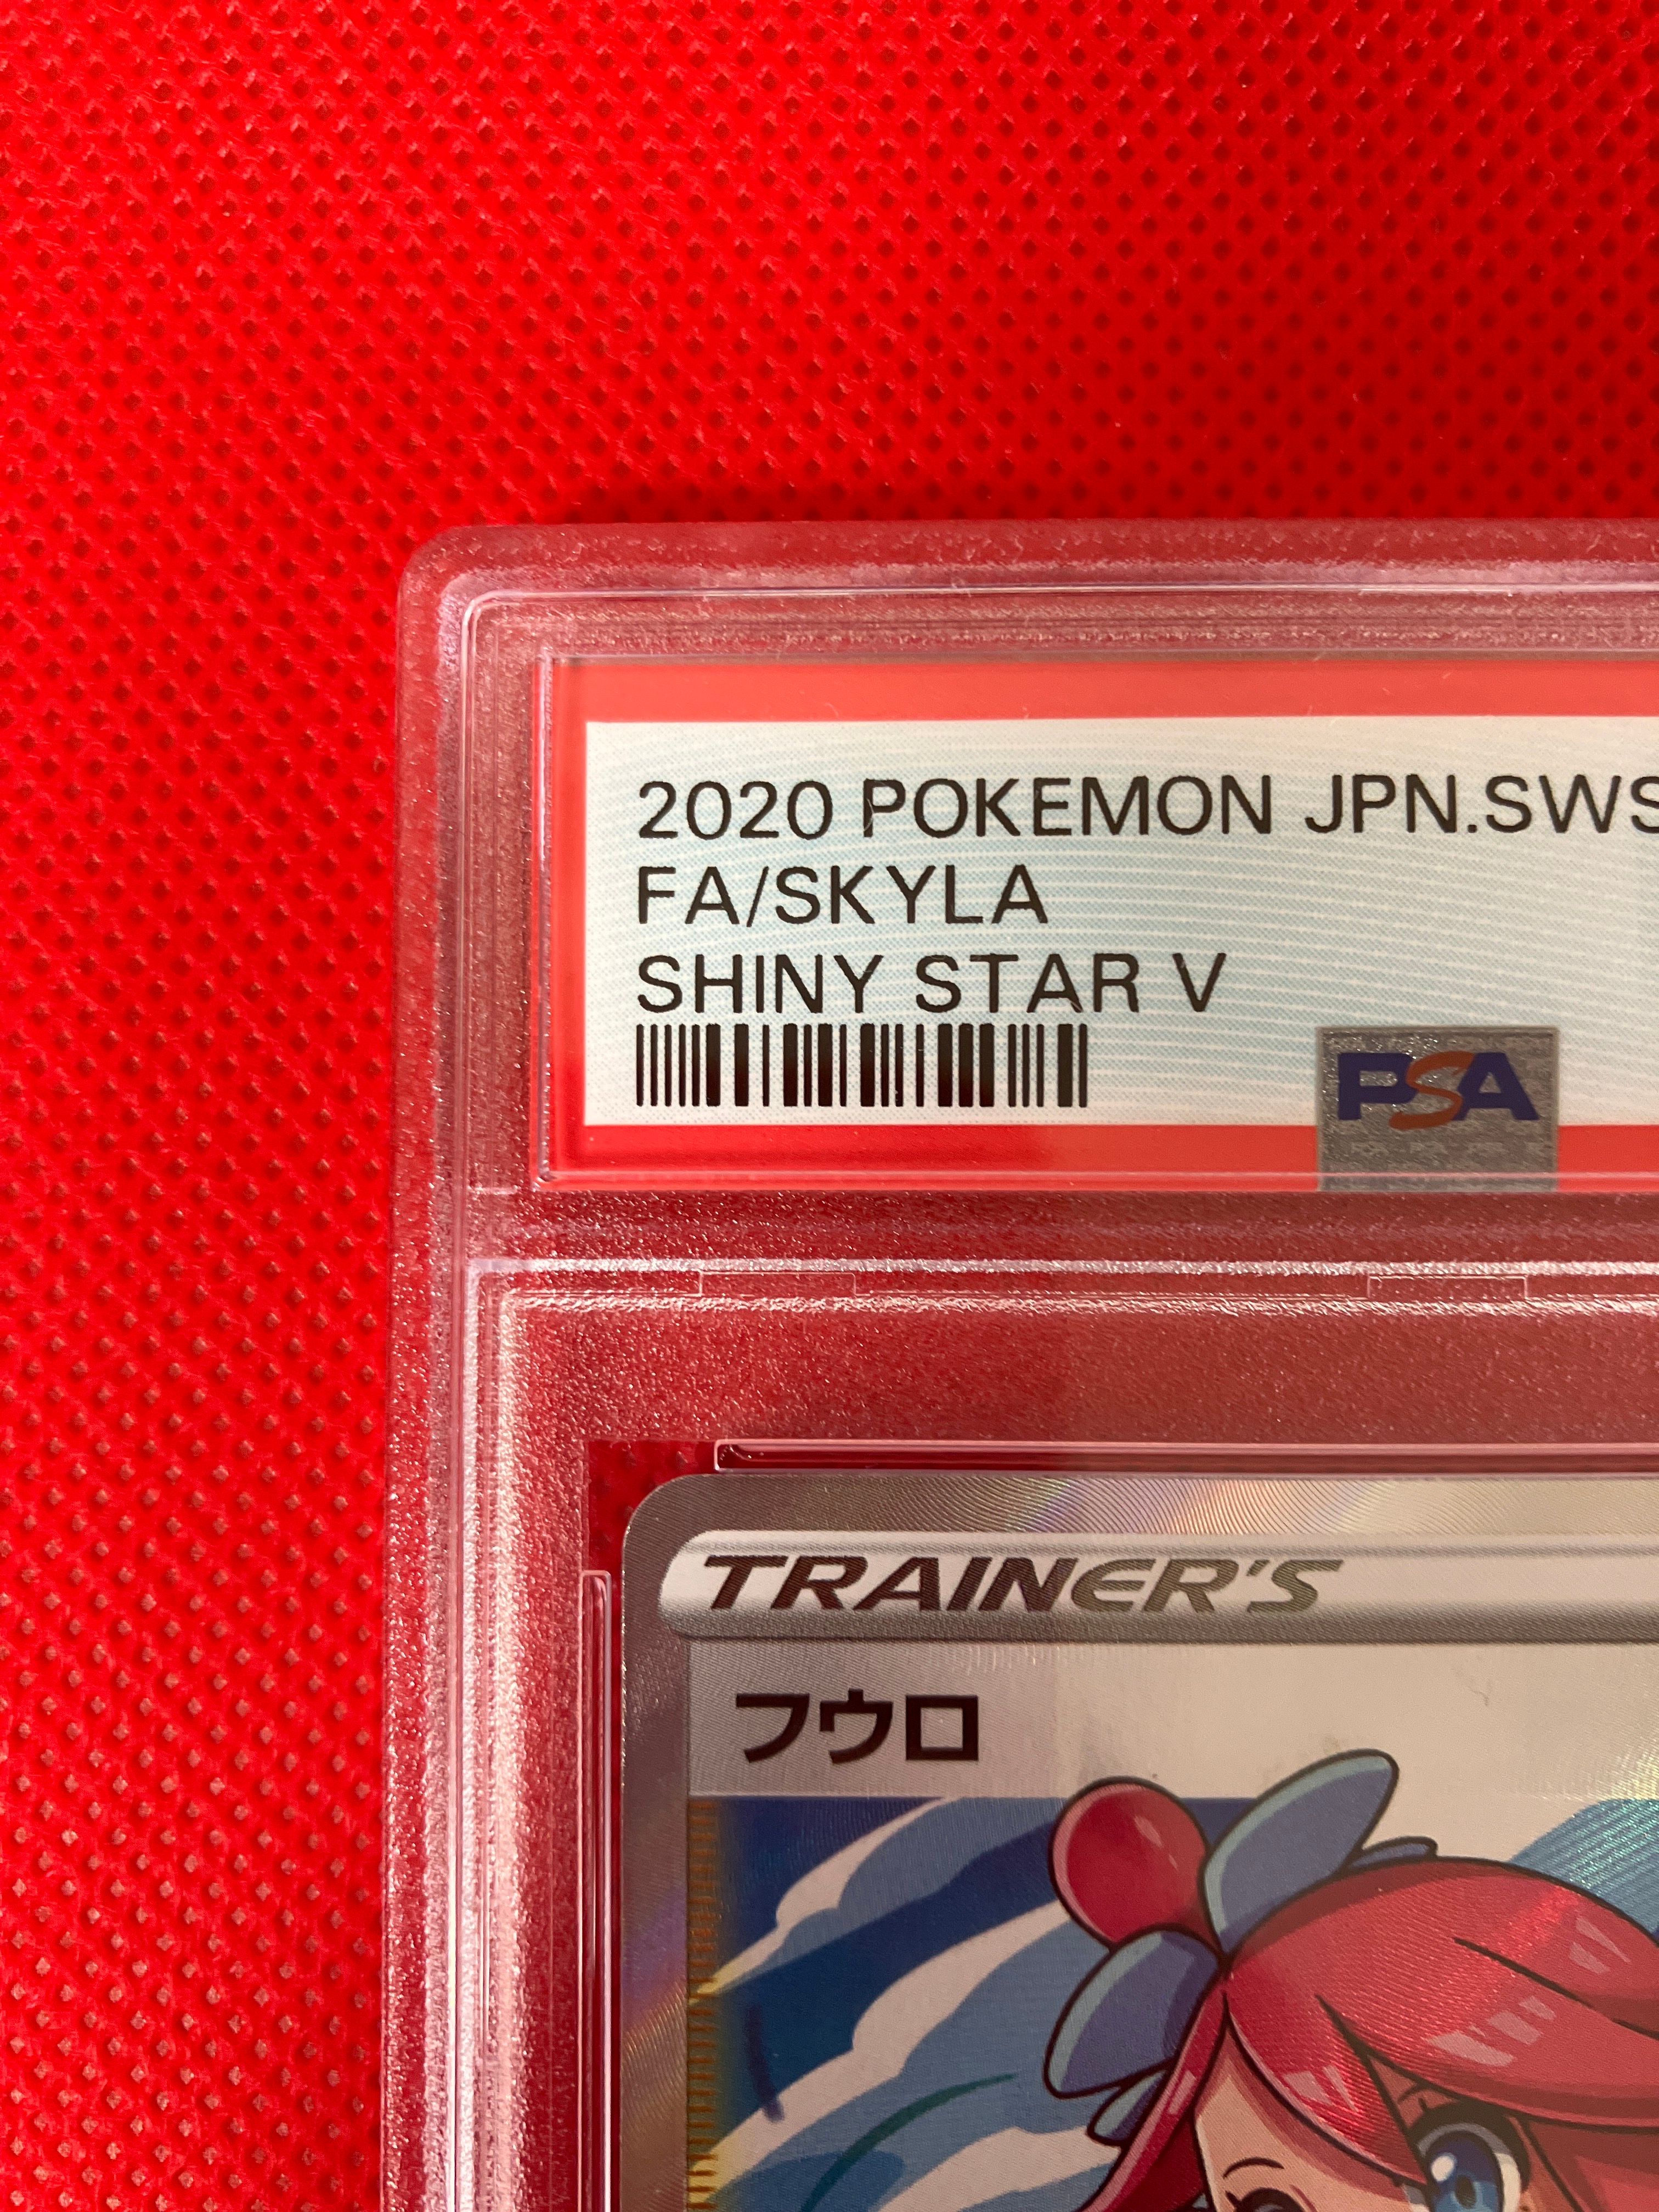 2020 POKEMON JPN.SWS
FA/SKYLA
SHINY STAR V
PSA
TRAINER'S
フウロ